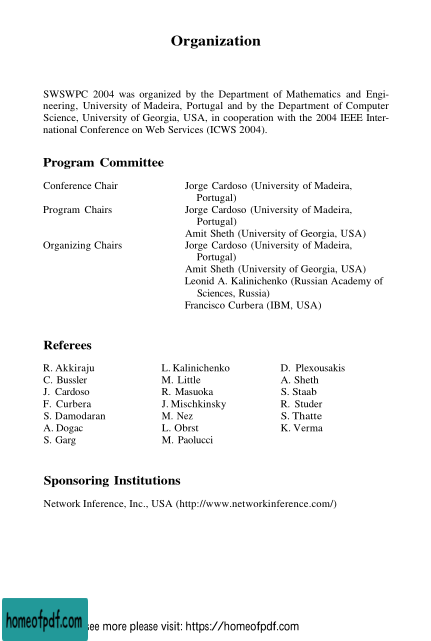 Organization
SWSWPC 2004 was organized by the Department of Mathematics and Engi-
neering, University of Madeira, Portugal and by the Department of Computer
Science, University of Georgia, USA, in cooperation with the 2004 IEEE Inter-
national Conference on Web Services (ICWS 2004).
Program Committee
Conference Chair Jorge Cardoso (University of Madeira,
Portugal)
Program Chairs Jorge Cardoso (University of Madeira,
Portugal)
Amit Sheth (University of Georgia, USA)
Organizing Chairs Jorge Cardoso (University of Madeira,
Portugal)
Amit Sheth (University of Georgia, USA)
Leonid A. Kalinichenko (Russian Academy of
Sciences, Russia)
Francisco Curbera (IBM, USA)
Referees
R. Akkiraju L. Kalinichenko D. Plexousakis
C. Bussler M. Little A. Sheth
J. Cardoso R. Masuoka S. Staab
F. Curbera J. Mischkinsky R. Studer
S. Damodaran M. Nez S. Thatte
A. Dogac L. Obrst K. Verma
S. Garg M. Paolucci
Sponsoring Institutions
Network Inference, Inc., USA (http://www.networkinference.com/)
homeofpdf.com see more please visit: https://homeofpdf.com